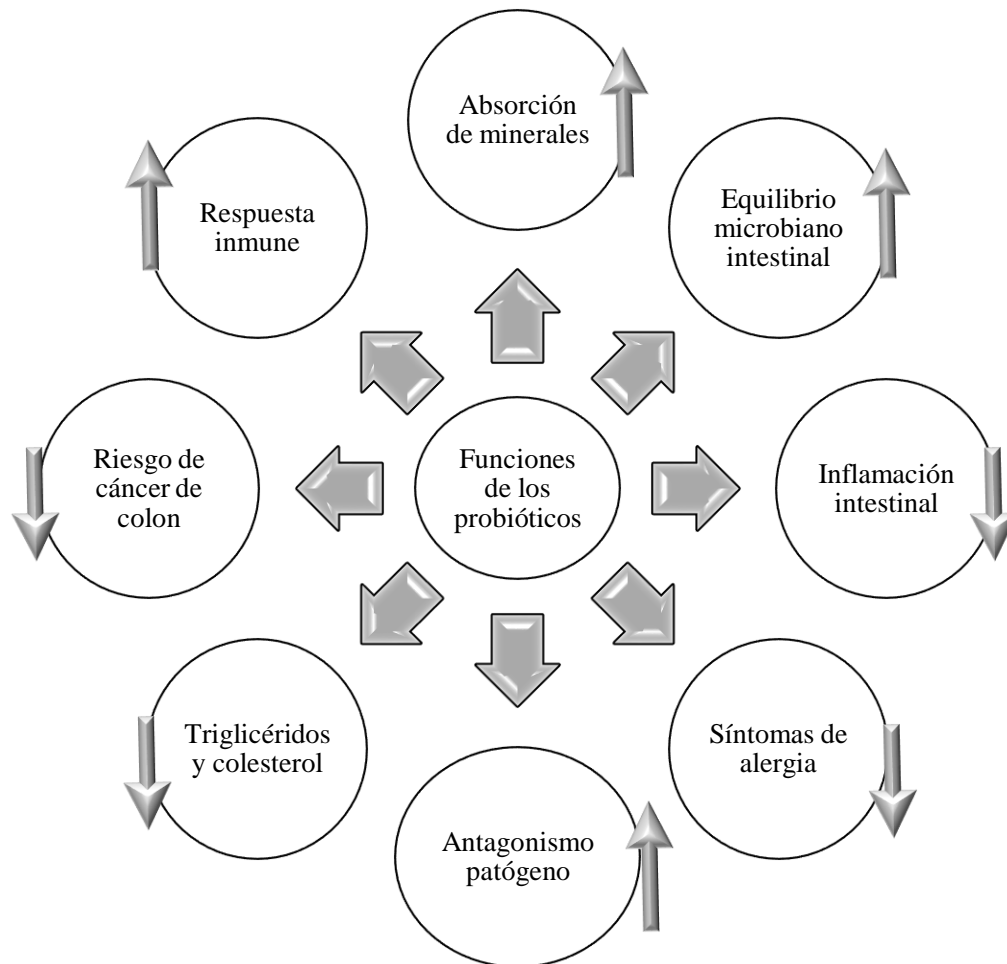 Absorción
de minerales
Respuesta
inmune
Equilibrio
microbiano
intestinal
Riesgo de
cáncer de
colon
Funciones
de los
probióticos
Inflamación
intestinal
Triglicéridos
y colesterol
Síntomas de
alergia
Antagonismo
patógeno